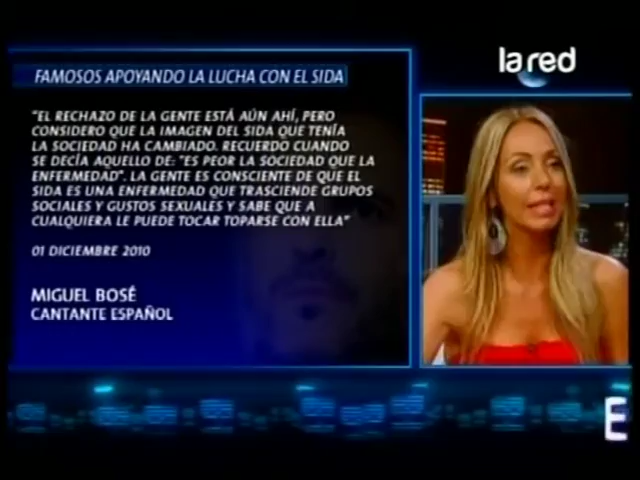 la red
FAMOSOS APOYANDO LA LUCHA CON EL SIDA
"EL RECHAZO DE LA GENTE ESTÁ AÚN AHÍ, PERO
CONSIDERO QUE LA IMAGEN DEL SIDA QUE TENÍA
LA SOCIEDAD HA CAMBIADO. RECUERDO CUANDO
SE DECÍA AQUELLO DE: "ES PEOR LA SOCIEDAD QUE LA
ENFERMEDAD". LA GENTE ES CONSCIENTE DE QUE EL
SIDA ES UNA ENFERMEDAD QUE TRASCIENDE GRUPOS
SOCIALES Y GUSTOS SEXUALES Y SABE QUE A
CUALQUIERA LE PUEDE TOCAR TOPARSE CON ELLA"
01 DICIEMBRE 2010
MIGUEL BOSÉ
CANTANTE ESPAÑOL
E